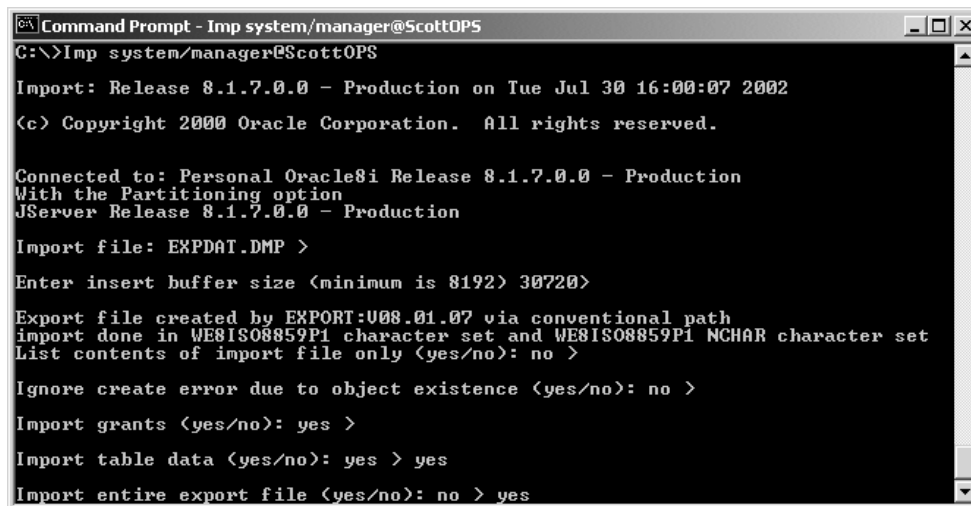 Command Prompt - Imp system/manager@ScottOPS
C:\>Imp system/manager@ScottOPS
Import: Release 8.1.7.0.0 - Production on Tue Jul 30 16:00:07 2002
(c) Copyright 2000 Oracle Corporation.  All rights reserved.
Connected to: Personal Oracle8i Release 8.1.7.0.0 - Production
With the Partitioning option
JServer Release 8.1.7.0.0 - Production
Import file: EXPDAT.DMP >
Enter insert buffer size (minimum is 8192) 30720>
Export file created by EXPORT:V08.01.07 via conventional path
import done in WE8ISO8859P1 character set and WE8ISO8859P1 NCHAR character set
List contents of import file only (yes/no): no >
Ignore create error due to object existence (yes/no): no >
Import grants (yes/no): yes >
Import table data (yes/no): yes > yes
Import entire export file (yes/no): no > yes